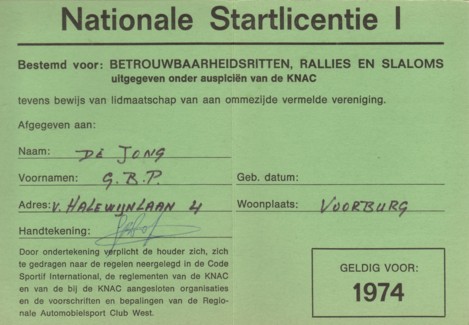 Nationale Startlicentie I
Bestemd voor: BETROUWBAARHEIDSRITTEN, RALLIES EN SLALOMS
uitgegeven onder auspiciën van de KNAC
tevens bewijs van lidmaatschap van aan ommezijde vermelde vereniging.
Afgegeven aan:
Naam: DE JONG
Voornamen: G.B.P. Geb. datum:
Adres: V. HALEWIJNLAAN 4 Woonplaats: VOORBURG
Handtekening:
Door ondertekening verplicht de houder zich, zich
te gedragen naar de regelen neergelegd in de Code
Sportif International, de reglementen van de KNAC
en van de bij de KNAC aangesloten organisaties
en de voorschriften en bepalingen van de Regio-
nale Automobielsport Club West.
GELDIG VOOR:
1974